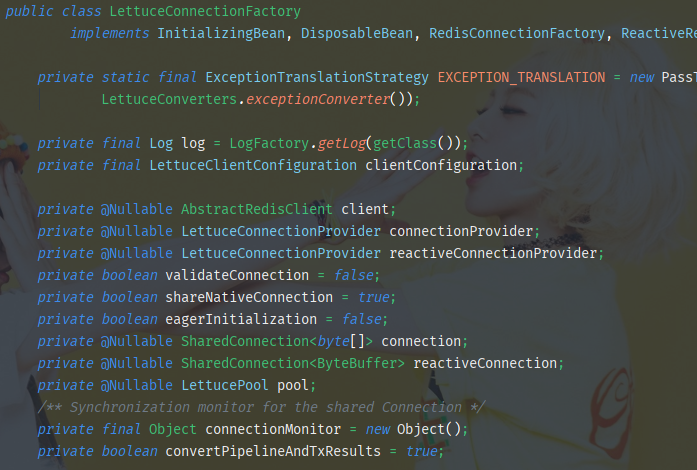 public class LettuceConnectionFactory
implements InitializingBean, DisposableBean, RedisConnectionFactory, ReactiveRe
private static final ExceptionTranslationStrategy EXCEPTION_TRANSLATION = new PassT
LettuceConverters.exceptionConverter());
private final Log log = LogFactory.getLog(getClass());
private final LettuceClientConfiguration clientConfiguration;
private @Nullable AbstractRedisClient client;
private @Nullable LettuceConnectionProvider connectionProvider;
private @Nullable LettuceConnectionProvider reactiveConnectionProvider;
private boolean validateConnection = false;
private boolean shareNativeConnection = true;
private boolean eagerInitialization = false;
private @Nullable SharedConnection<byte[]> connection;
private @Nullable SharedConnection<ByteBuffer> reactiveConnection;
private @Nullable LettucePool pool;
/** Synchronization monitor for the shared Connection */
private final Object connectionMonitor = new Object();
private boolean convertPipelineAndTxResults = true;